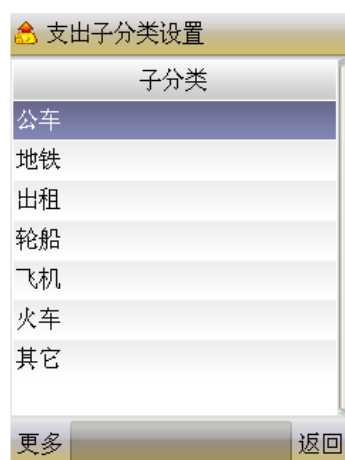 支出子分类设置
子分类
公车
地铁
出租
轮船
飞机
火车
其它
更多 返回